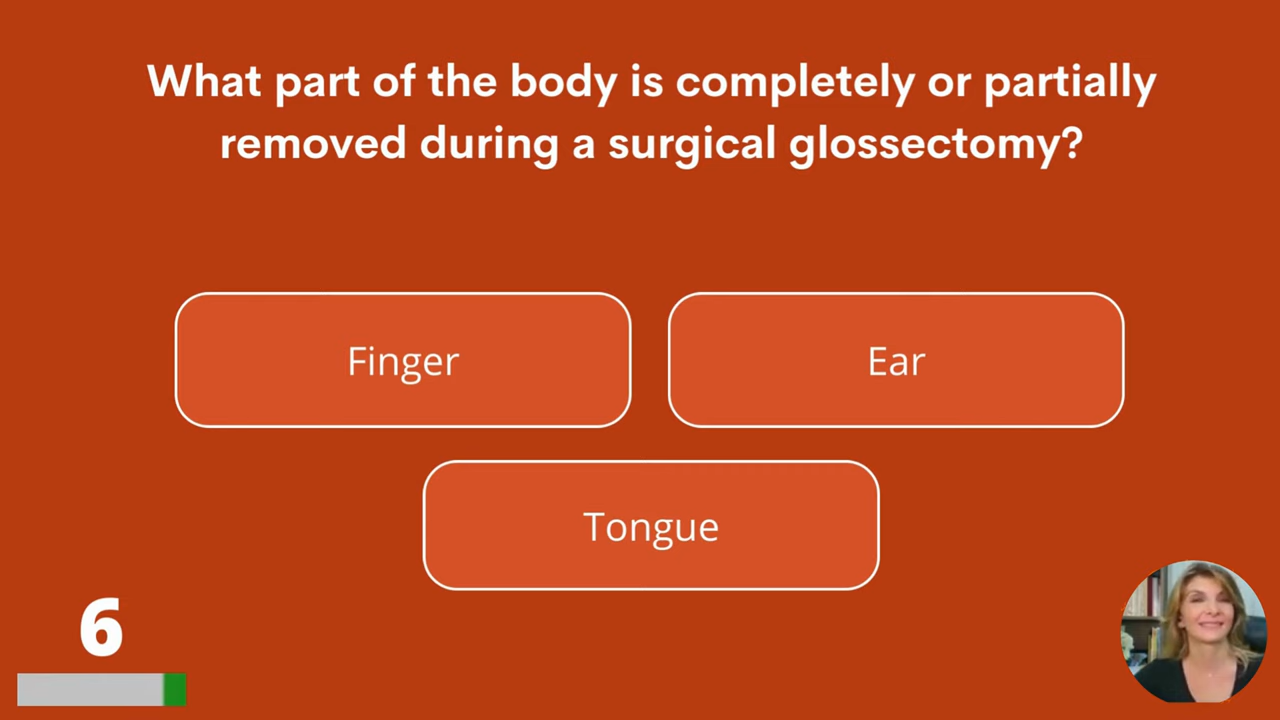 What part of the body is completely or partially
removed during a surgical glossectomy?
Finger
Ear
Tongue
6